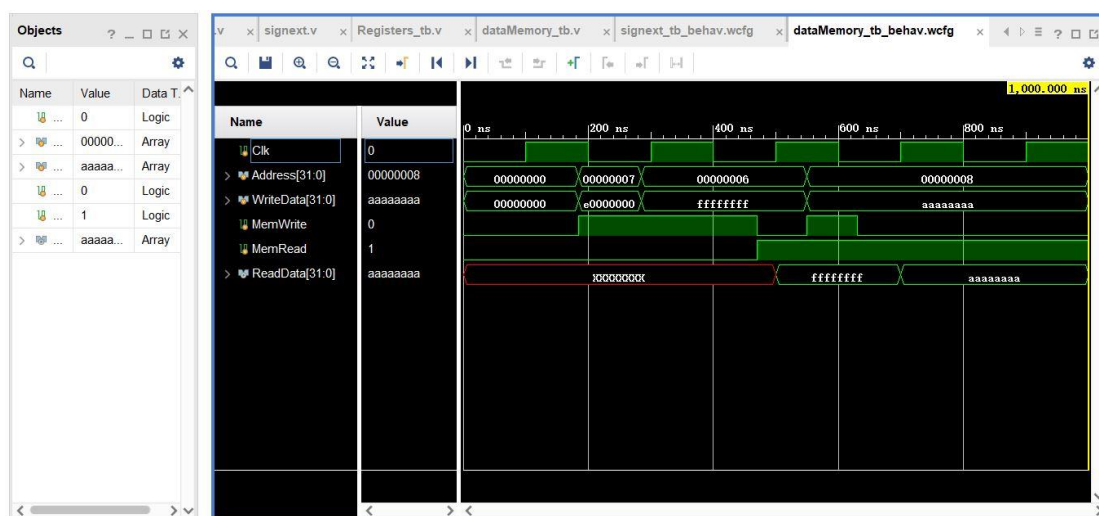 Objects
Name Value Data T.
... 0 Logic
... 00000... Array
... aaaaa... Array
... 0 Logic
... 1 Logic
... aaaaa... Array
.v signext.v Registers_tb.v dataMemory_tb.v signext_tb_behav.wcfg dataMemory_tb_behav.wcfg
1,000.000 ns
Name Value
0 ns 200 ns 400 ns 600 ns 800 ns
Clk 0
Address[31:0] 00000008 00000000 00000007 00000006 00000008
WriteData[31:0] aaaaaaaa 00000000 e0000000 ffffffff aaaaaaaa
MemWrite 0
MemRead 1
ReadData[31:0] aaaaaaaa XXXXXXXX ffffffff aaaaaaaa